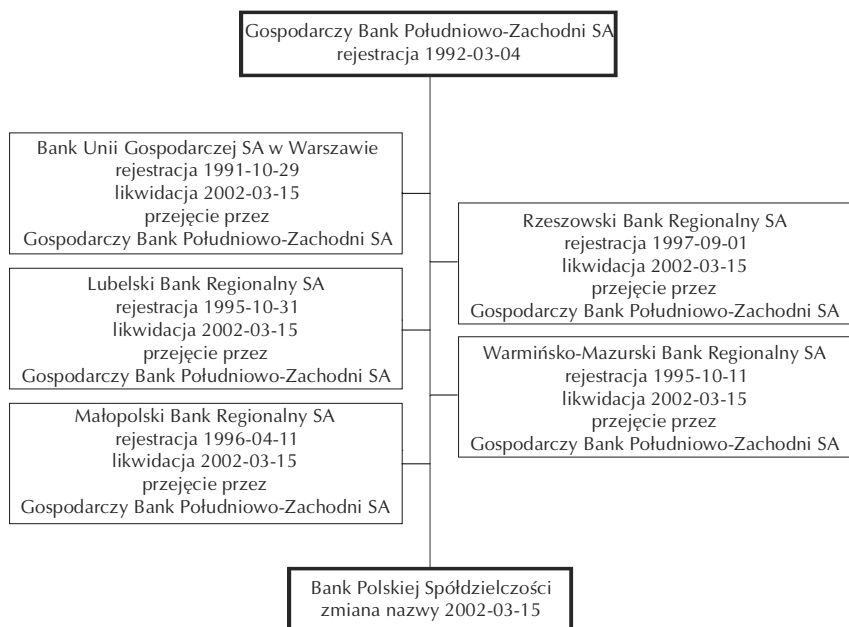 Gospodarczy Bank Południowo-Zachodni SA
rejestracja 1992-03-04
Bank Unii Gospodarczej SA w Warszawie
rejestracja 1991-10-29
likwidacja 2002-03-15
przejęcie przez
Gospodarczy Bank Południowo-Zachodni SA
Rzeszowski Bank Regionalny SA
rejestracja 1997-09-01
likwidacja 2002-03-15
przejęcie przez
Gospodarczy Bank Południowo-Zachodni SA
Lubelski Bank Regionalny SA
rejestracja 1995-10-31
likwidacja 2002-03-15
przejęcie przez
Gospodarczy Bank Południowo-Zachodni SA
Warmińsko-Mazurski Bank Regionalny SA
rejestracja 1995-10-11
likwidacja 2002-03-15
przejęcie przez
Gospodarczy Bank Południowo-Zachodni SA
Małopolski Bank Regionalny SA
rejestracja 1996-04-11
likwidacja 2002-03-15
przejęcie przez
Gospodarczy Bank Południowo-Zachodni SA
Bank Polskiej Spółdzielczości
zmiana nazwy 2002-03-15